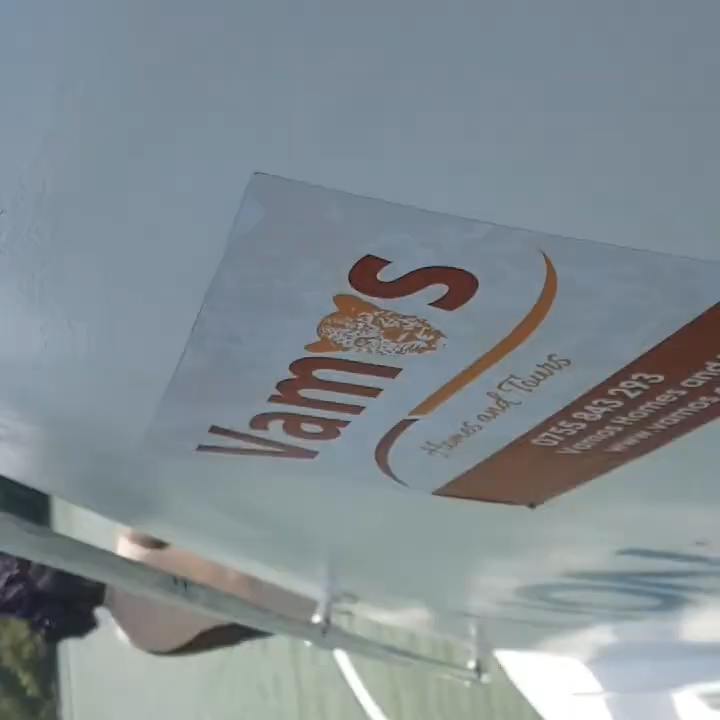 Vamos
Homes and Tours
0755 843 293
Vamos Homes and
www.vamos